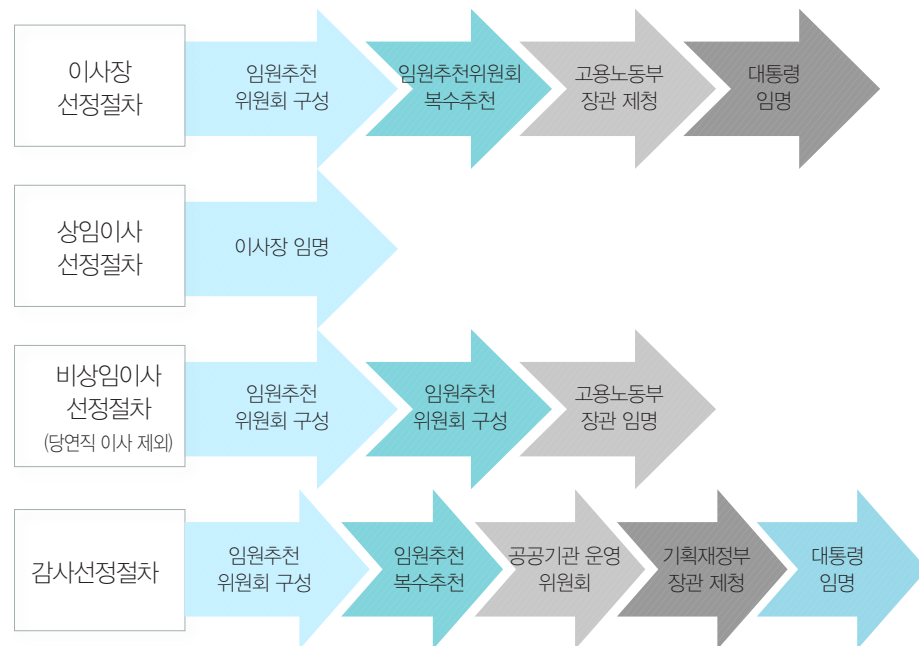 이사장
선정절차
임원추천
위원회 구성
임원추천위원회
복수추천
고용노동부
장관 제청
대통령
임명
상임이사
선정절차
이사장 임명
비상임이사
선정절차
(당연직 이사 제외)
임원추천
위원회 구성
임원추천
위원회 구성
고용노동부
장관 임명
감사선정절차
임원추천
위원회 구성
임원추천
복수추천
공공기관 운영
위원회
기획재정부
장관 제청
대통령
임명